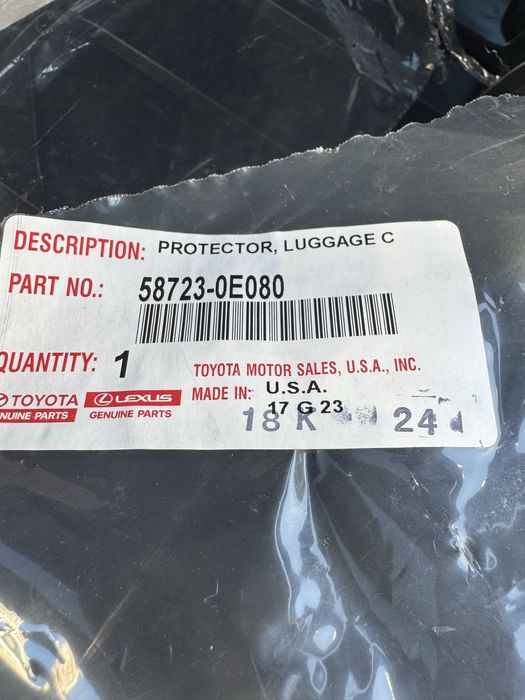 DESCRIPTION: PROTECTOR, LUGGAGE C
PART NO.: 58723-0E080
QUANTITY: 1
TOYOTA MOTOR SALES, U.S.A., INC.
TOYOTA LEXUS MADE IN: U.S.A.
GENUINE PARTS GENUINE PARTS 17 G 23
18 K 24